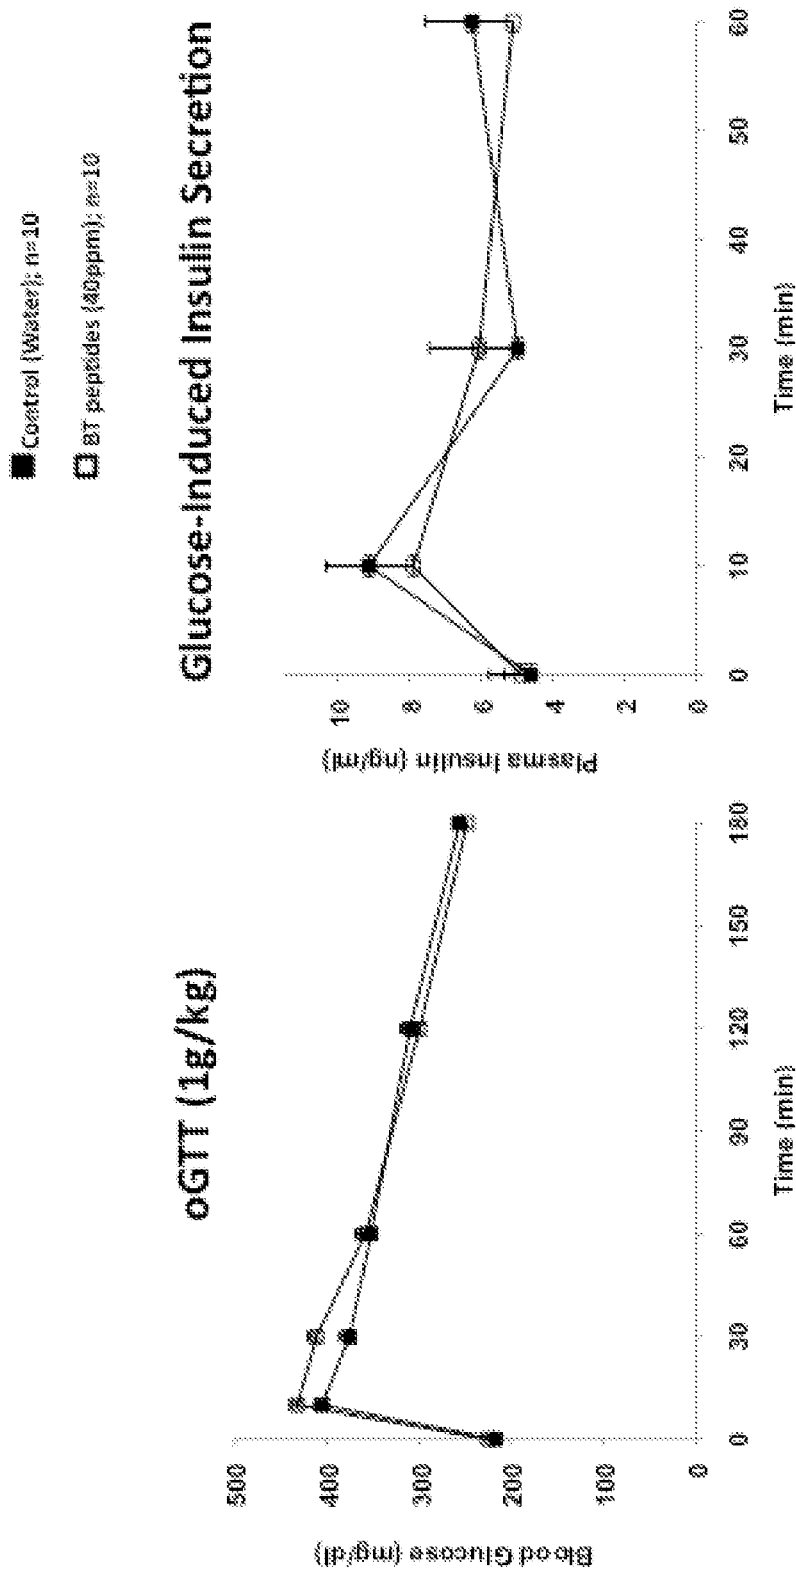 Control (Water); n=10
BT peptides (40ppm); n=10
oGTT (1g/kg)
Blood Glucose (mg/dl)
500
400
300
200
100
0
0 30 60 90 120 150 180
Time (min)
Glucose-Induced Insulin Secretion
Plasma Insulin (ng/ml)
10
8
6
4
2
0
0 10 20 30 40 50 60
Time (min)